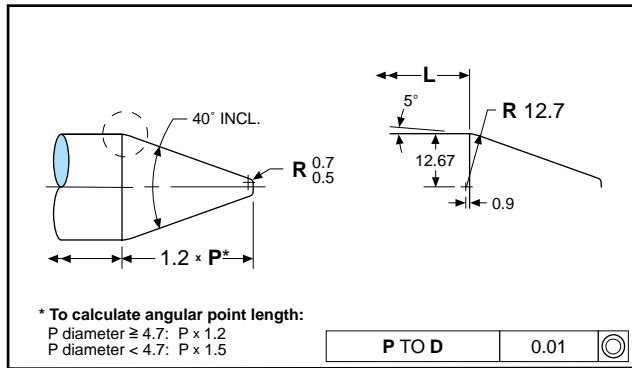 40° INCL.
R 0.7
0.5
1.2 x P*
L
5°
R 12.7
12.67
0.9
* To calculate angular point length:
P diameter ≧ 4.7: P x 1.2
P diameter < 4.7: P x 1.5
P TO D 0.01